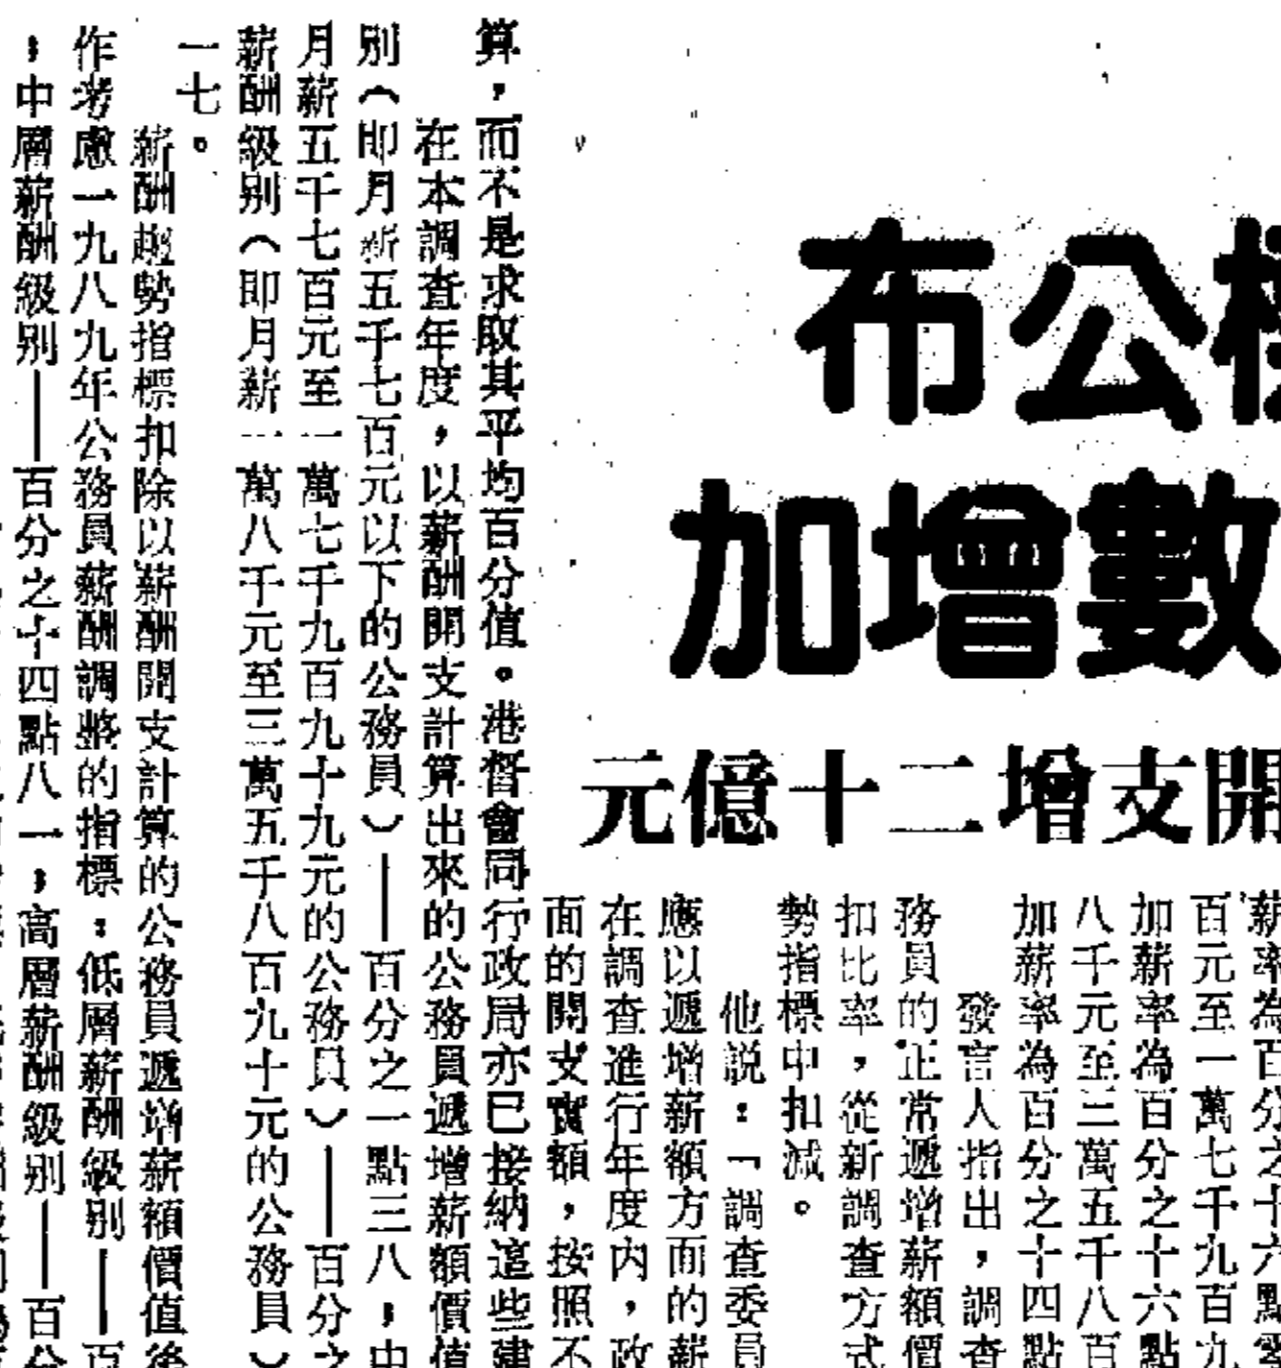 布公標
加增數
元億十二增支開
薪率為百分之十六點零
百元至一萬七千九百九
加薪率為百分之十六點
八千元至三萬五千八百
加薪率為百分之十四點
發言人指出，調查
務員的正常遞增薪額價
扣比率，從新調查方式
勢指標中扣減。
他説：「調查委員
應以遞增薪額方面的薪
在調查進行年度內，政
面的開支實額，按照不
算，而不是求取其平均百分值。港督會同行政局亦已接納這些建
在本調查年度，以薪酬開支計算出來的公務員遞增薪額價值
別（即月薪五千七百元以下的公務員）——百分之一點三八；中
月薪五千七百元至一萬七千九百九十九元的公務員）——百分之
薪酬級別（即月薪一萬八千元至三萬五千八百九十元的公務員）
一七。
薪酬趨勢指標扣除以薪酬開支計算的公務員遞增薪額價值後
作考慮一九八九年公務員薪酬調整的指標：低層薪酬級別——百
；中層薪酬級別——百分之十四點八一；高層薪酬級別——百分